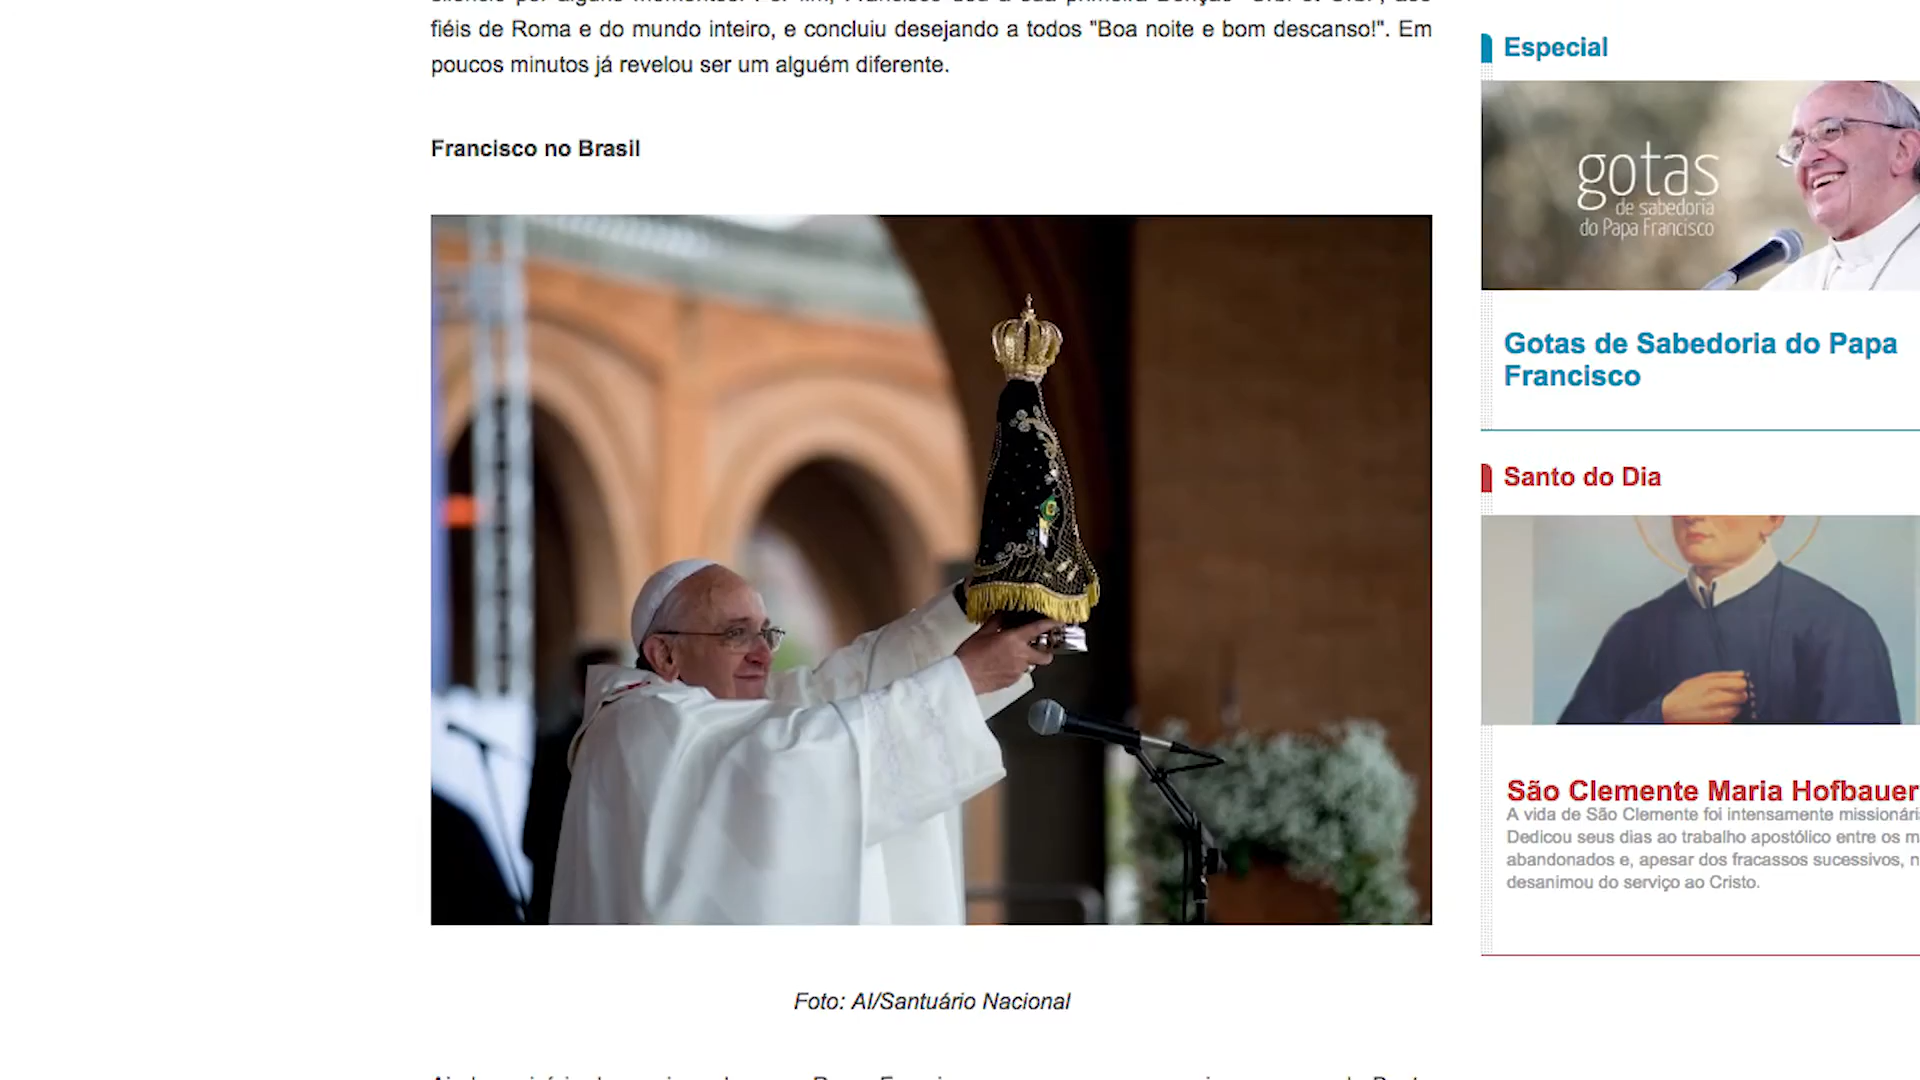 fiéis de Roma e do mundo inteiro, e concluiu desejando a todos "Boa noite e bom descanso!". Em
poucos minutos já revelou ser um alguém diferente.
Francisco no Brasil
Foto: AI/Santuário Nacional
Especial
gotas
de sabedoria
do Papa Francisco
Gotas de Sabedoria do Papa
Francisco
Santo do Dia
São Clemente Maria Hofbauer
A vida de São Clemente foi intensamente
Dedicou seus dias ao trabalho apostólico entre os
abandonados e, apesar dos fracassos sucessivos,
desanimou do serviço ao Cristo.